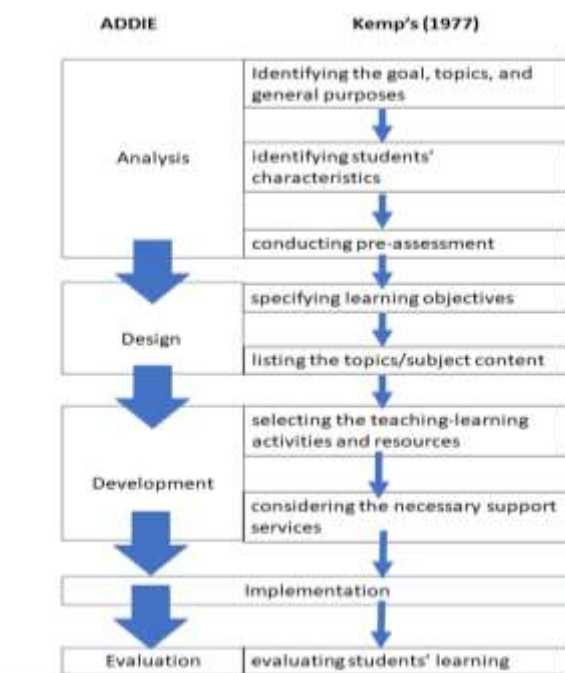 ADDIE
Kemp's (1977)
Analysis
Identifying the goal, topics, and
general purposes
identifying students'
characteristics
conducting pre-assessment
Design
specifying learning objectives
listing the topics/subject content
Development
selecting the teaching-learning
activities and resources
considering the necessary support
services
Implementation
Evaluation
evaluating students' learning